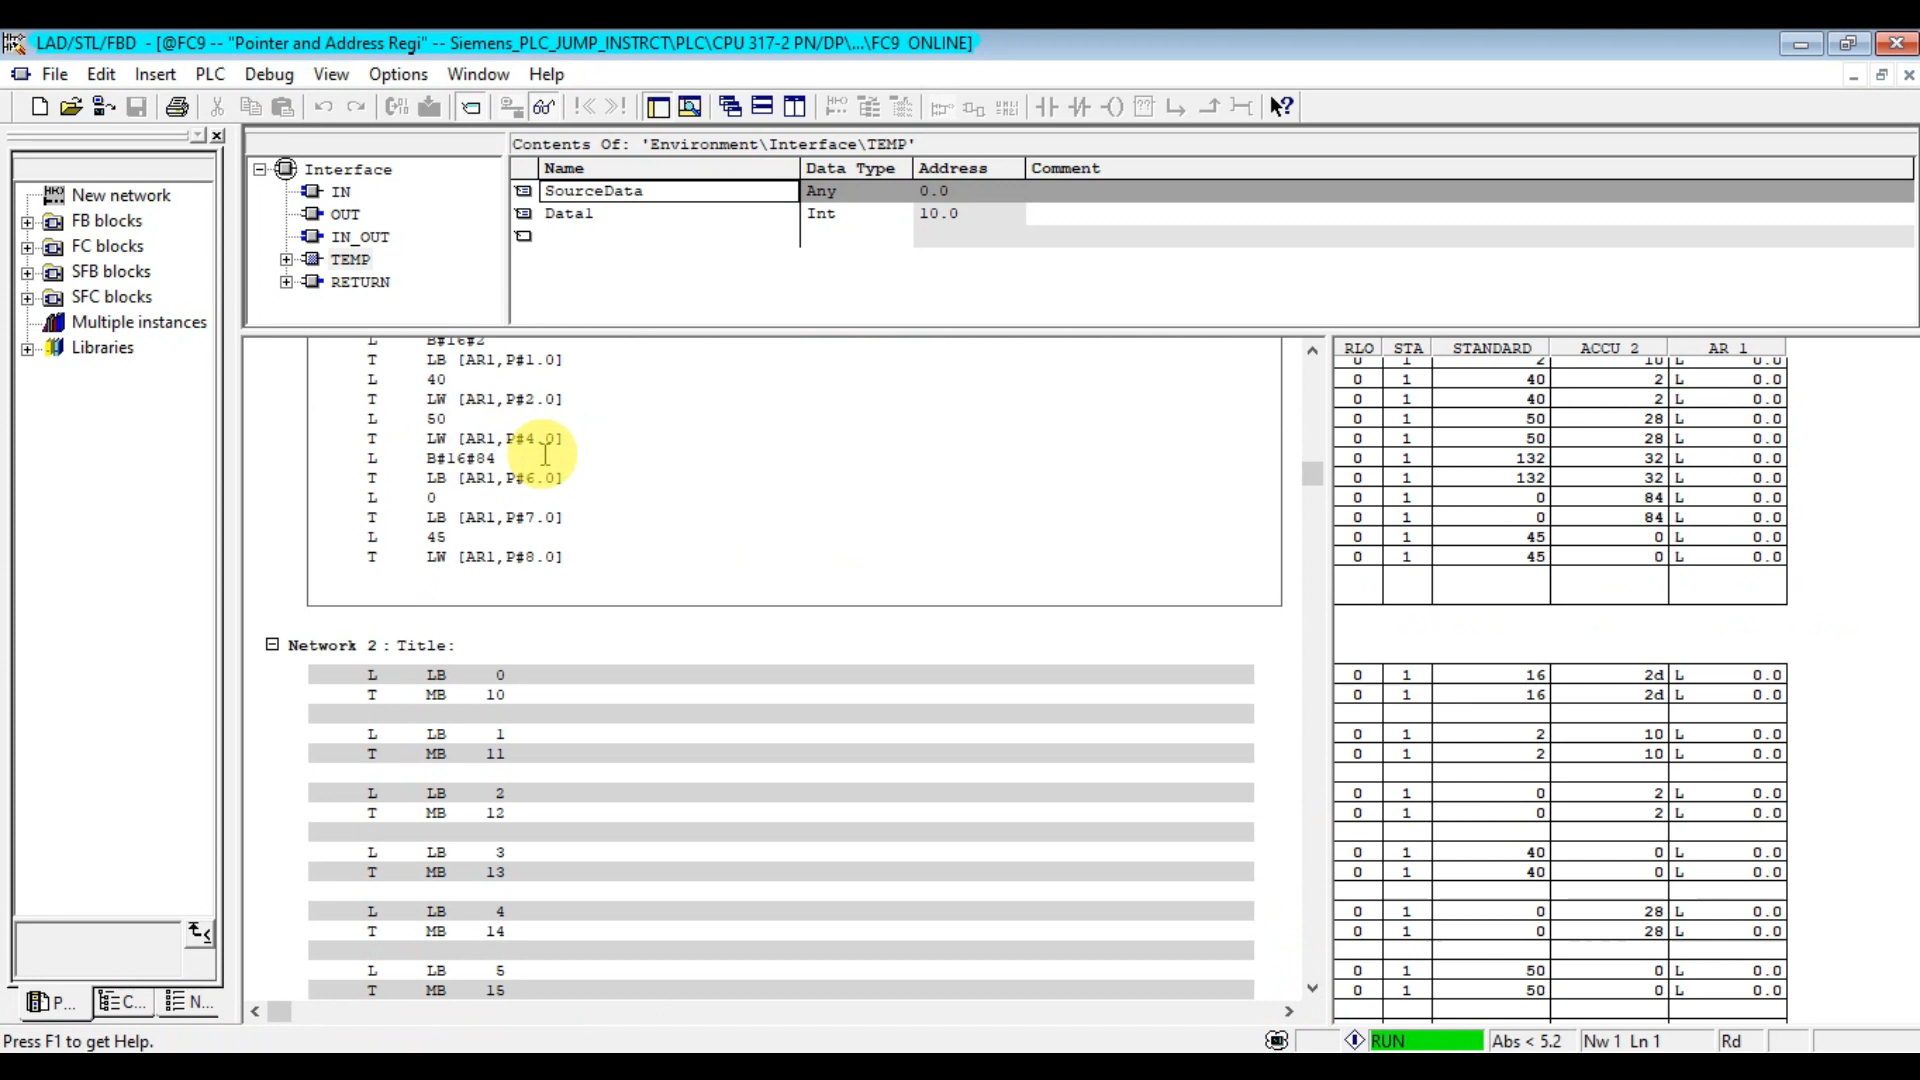 LAD/STL/FBD - [@FC9 -- "Pointer and Address Regi" -- Siemens_PLC_JUMP_INSTRCT\PLC\CPU 317-2 PN/DP\...\FC9 ONLINE]
File Edit Insert PLC Debug View Options Window Help
New network
FB blocks
FC blocks
SFB blocks
SFC blocks
Multiple instances
Libraries
P... C... N...
Contents Of: 'Environment\Interface\TEMP'
Interface
IN
OUT
IN_OUT
TEMP
RETURN
Name Data Type Address Comment
SourceData Any 0.0
Data1 Int 10.0
L B#16#2
T LB [AR1,P#1.0]
L 40
T LW [AR1,P#2.0]
L 50
T LW [AR1,P#4.0]
L B#16#84
T LB [AR1,P#6.0]
L 0
T LB [AR1,P#7.0]
L 45
T LW [AR1,P#8.0]
Network 2 : Title:
L LB 0
T MB 10
L LB 1
T MB 11
L LB 2
T MB 12
L LB 3
T MB 13
L LB 4
T MB 14
L LB 5
T MB 15
RLO STA STANDARD ACCU 2 AR 1
0 1 2 10 L 0.0
0 1 40 2 L 0.0
0 1 40 2 L 0.0
0 1 50 28 L 0.0
0 1 50 28 L 0.0
0 1 132 32 L 0.0
0 1 132 32 L 0.0
0 1 0 84 L 0.0
0 1 0 84 L 0.0
0 1 45 0 L 0.0
0 1 45 0 L 0.0
0 1 16 2d L 0.0
0 1 16 2d L 0.0
0 1 2 10 L 0.0
0 1 2 10 L 0.0
0 1 0 2 L 0.0
0 1 0 2 L 0.0
0 1 40 0 L 0.0
0 1 40 0 L 0.0
0 1 0 28 L 0.0
0 1 0 28 L 0.0
0 1 50 0 L 0.0
0 1 50 0 L 0.0
Press F1 to get Help. RUN Abs < 5.2 Nw 1 Ln 1 Rd